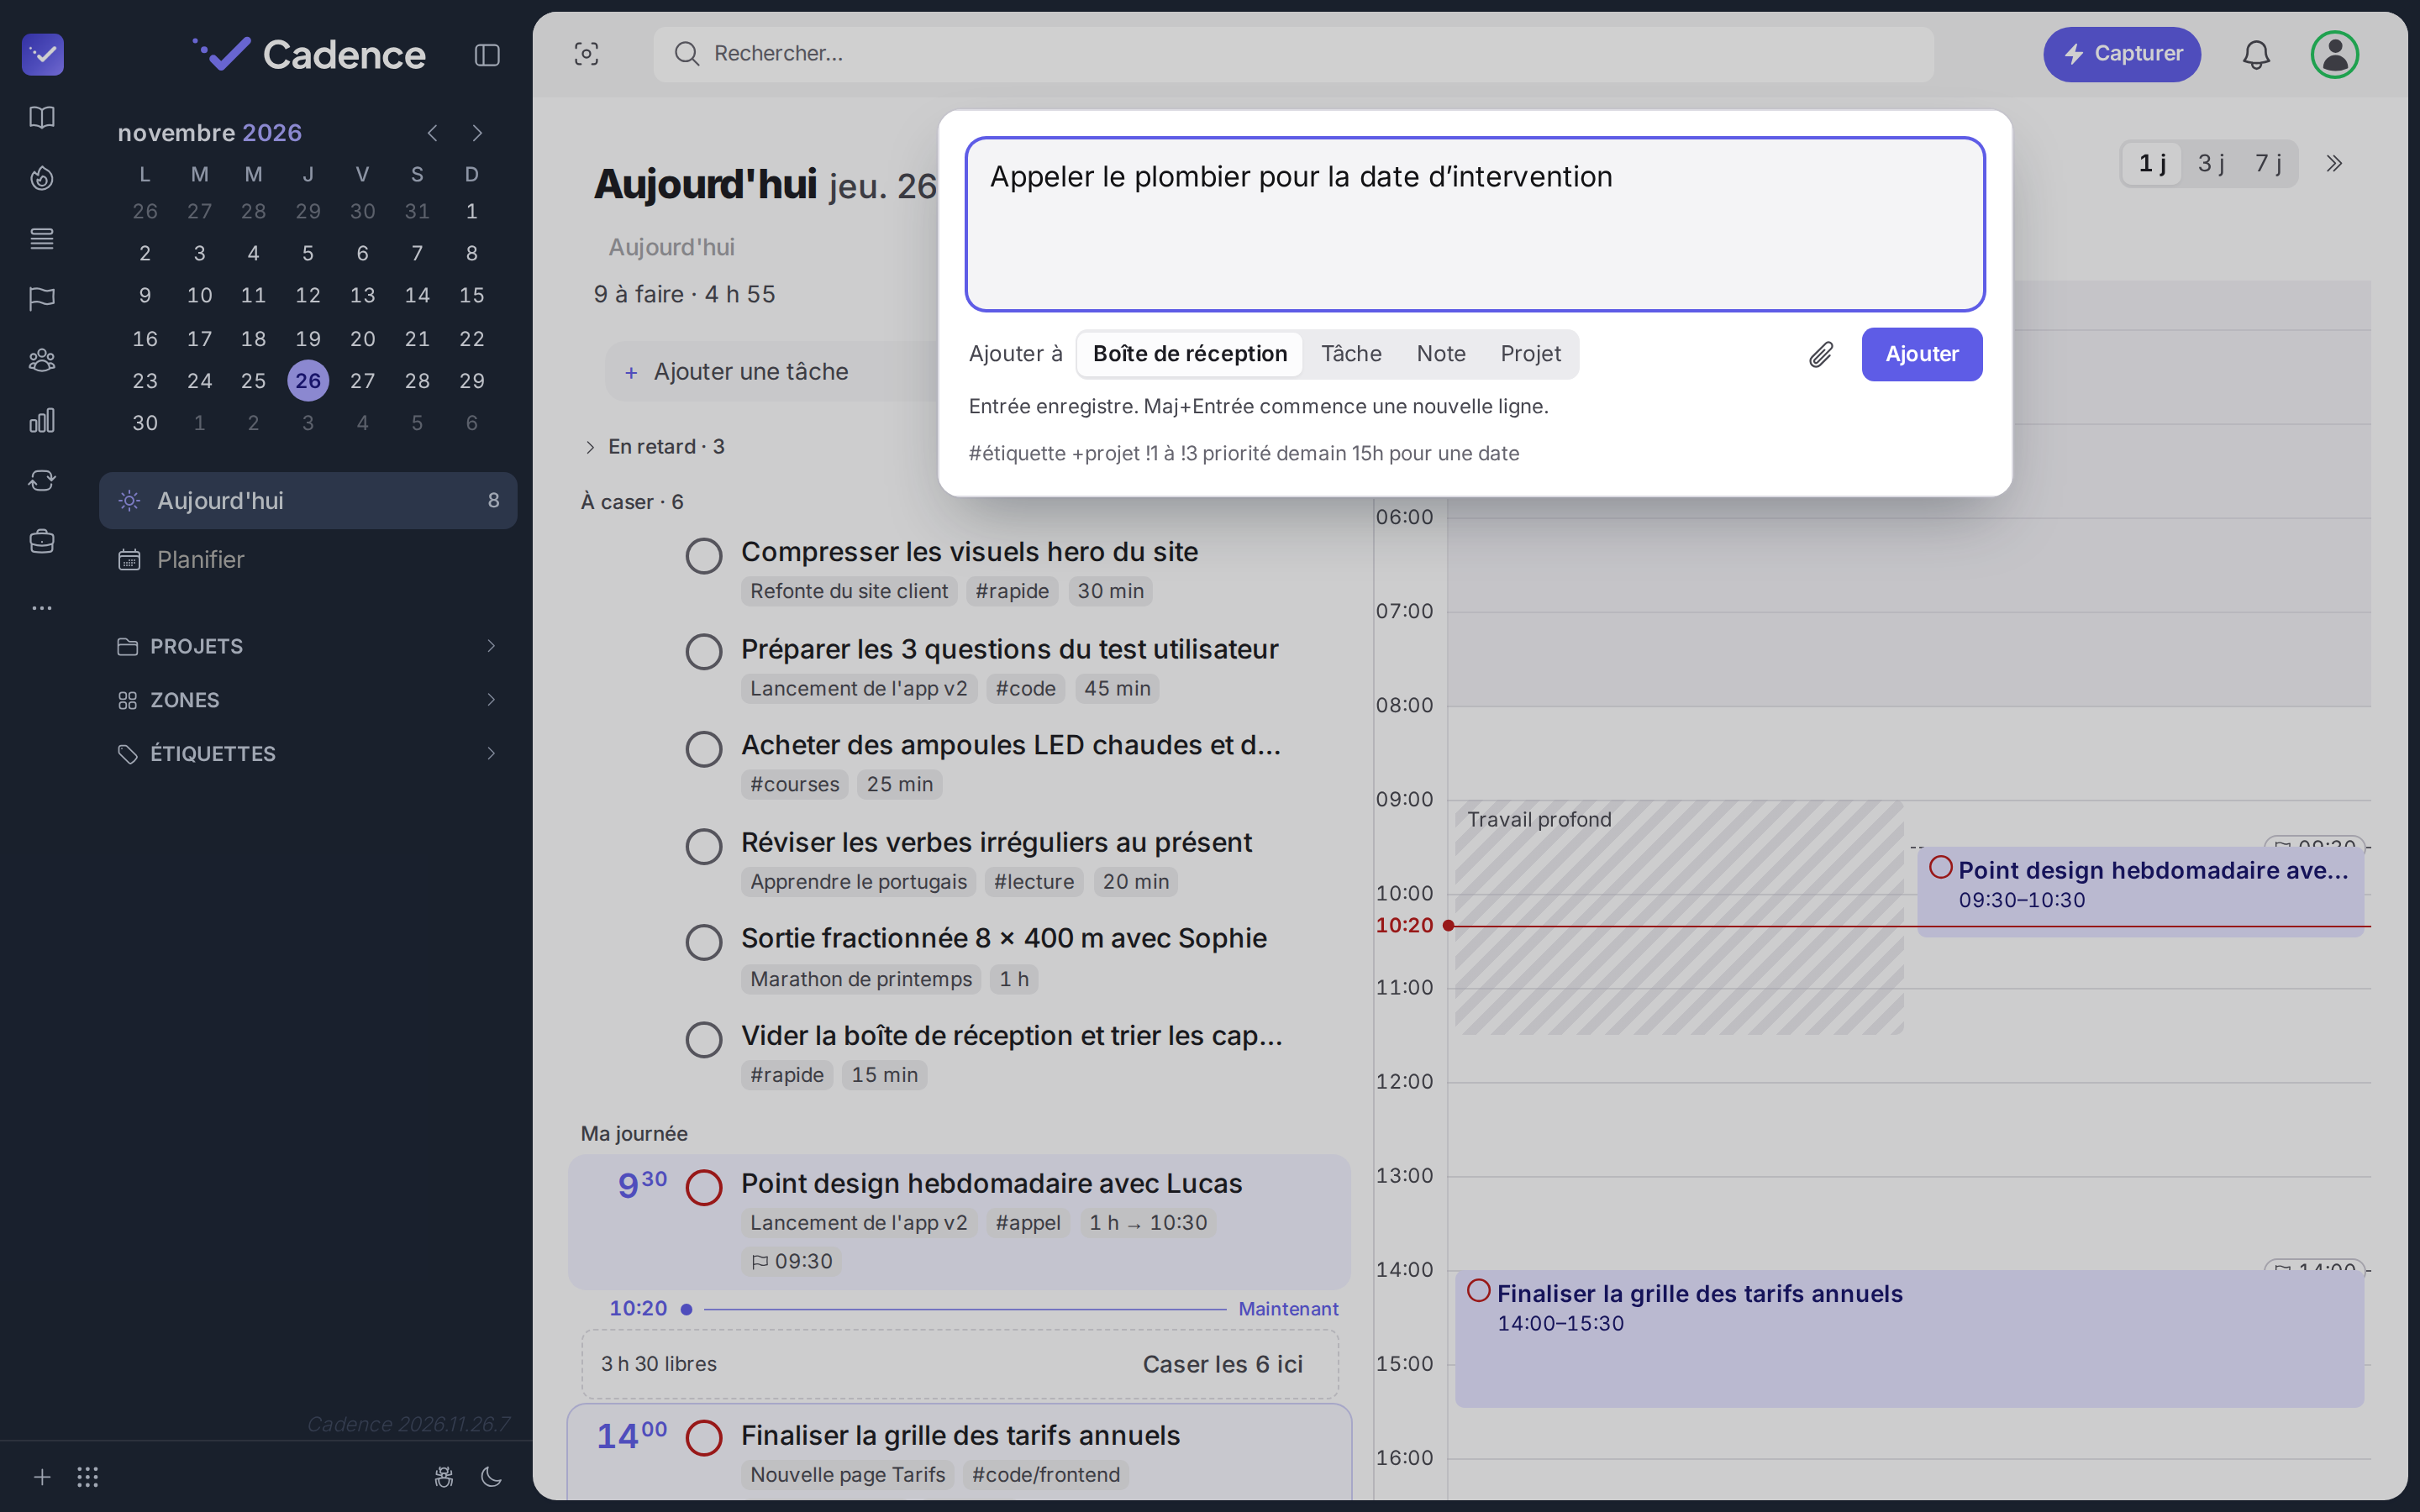 Cadence
novembre 2026
L M M J V S D
26 27 28 29 30 31 1
2 3 4 5 6 7 8
9 10 11 12 13 14 15
16 17 18 19 20 21 22
23 24 25 26 27 28 29
30 1 2 3 4 5 6
Aujourd'hui 8
Planifier
PROJETS
ZONES
ÉTIQUETTES
Cadence 2026.11.26.7
Rechercher...
Capturer
Aujourd'hui jeu. 26
1 j 3 j 7 j
Aujourd'hui
9 à faire · 4 h 55
+ Ajouter une tâche
Appeler le plombier pour la date d’intervention
Ajouter à Boîte de réception Tâche Note Projet Ajouter
Entrée enregistre. Maj+Entrée commence une nouvelle ligne.
#étiquette +projet !1 à !3 priorité demain 15h pour une date
En retard · 3
À caser · 6
Compresser les visuels hero du site
Refonte du site client #rapide 30 min
Préparer les 3 questions du test utilisateur
Lancement de l'app v2 #code 45 min
Acheter des ampoules LED chaudes et d...
#courses 25 min
Réviser les verbes irréguliers au présent
Apprendre le portugais #lecture 20 min
Sortie fractionnée 8 × 400 m avec Sophie
Marathon de printemps 1 h
Vider la boîte de réception et trier les cap...
#rapide 15 min
Ma journée
9 30 Point design hebdomadaire avec Lucas
Lancement de l'app v2 #appel 1 h → 10:30
09:30
10:20 Maintenant
3 h 30 libres Caser les 6 ici
14 00 Finaliser la grille des tarifs annuels
Nouvelle page Tarifs #code/frontend
06:00
07:00
08:00
09:00
Travail profond
09:30
Point design hebdomadaire ave...
09:30–10:30
10:00
10:20
11:00
12:00
13:00
14:00
14:00
Finaliser la grille des tarifs annuels
14:00–15:30
15:00
16:00